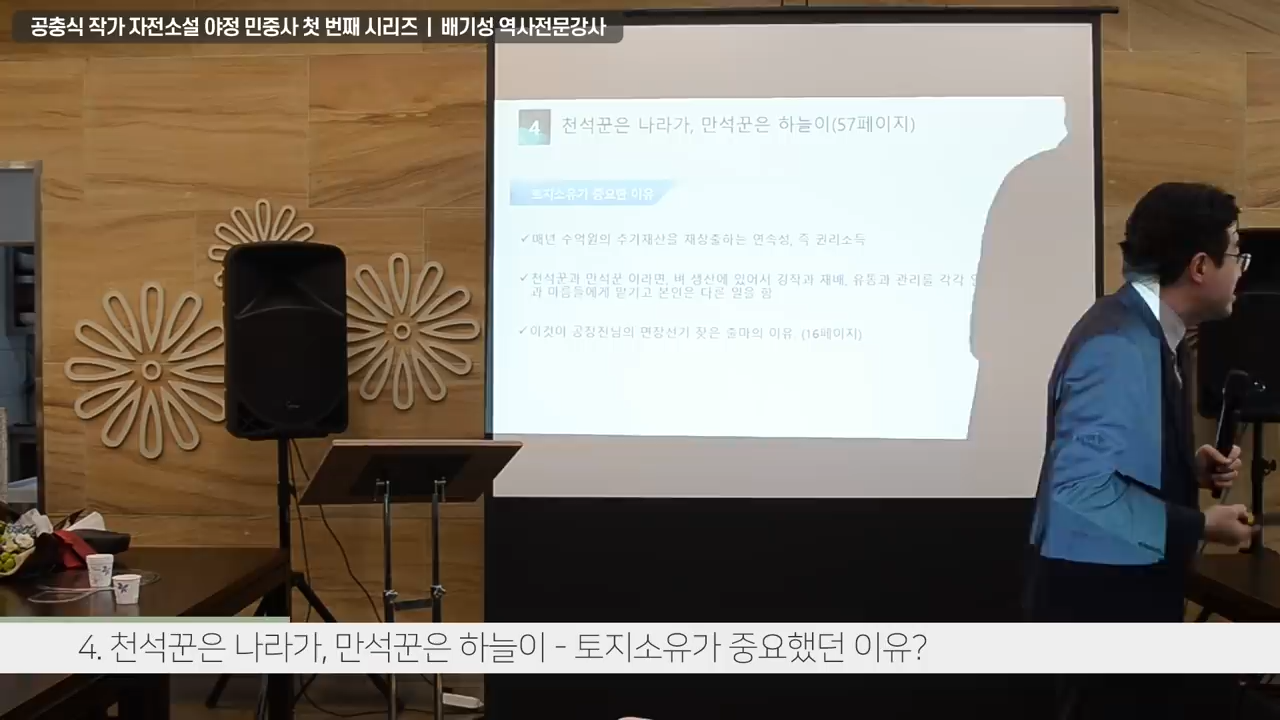 공충식 작가 자전소설 야정 민중사 첫 번째 시리즈 | 배기성 역사전문강사
4 천석꾼은 나라가, 만석꾼은 하늘이(57페이지)
토지소유가 중요한 이유
✓ 매년 수억원의 추가재산을 재창출하는 연속성, 즉 권리소득
✓ 천석꾼과 만석꾼 이라면, 벼 생산에 있어서 경작과 재배, 유통과 관리를 각각
과 마름들에게 맡기고 본인은 다른 일을 함
✓ 이것이 공창진님의 면장선거 잦은 출마의 이유. (16페이지)
4. 천석꾼은 나라가, 만석꾼은 하늘이 - 토지소유가 중요했던 이유?